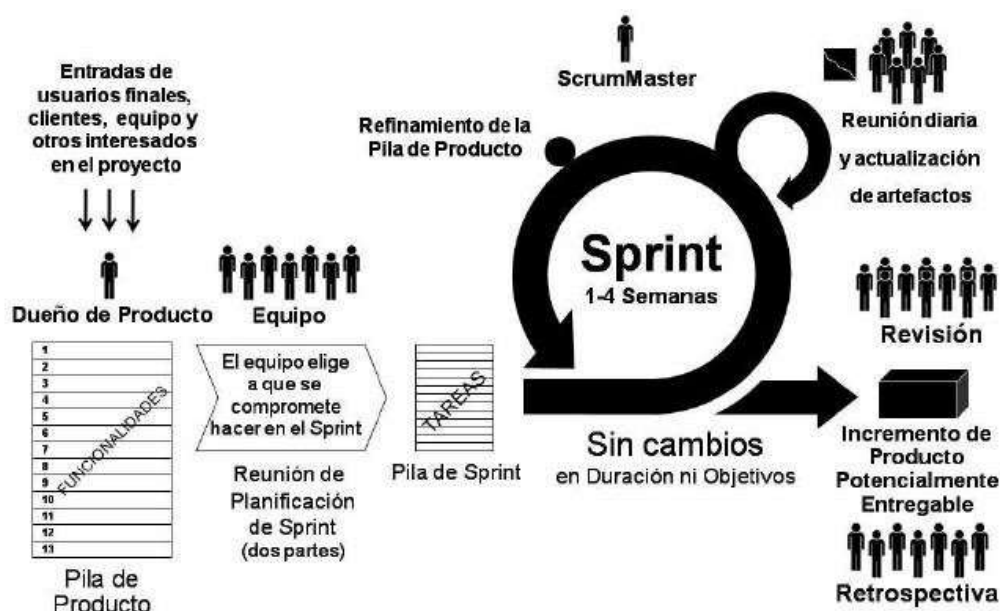 Entradas de
usuarios finales,
clientes, equipo y
otros interesados
en el proyecto
Dueño de Producto
1
2
3
4
5
6
7
8
9
10
11
12
13
FUNCIONALIDADES
Pila de
Producto
Equipo
El equipo elige
a que se
compromete
hacer en el Sprint
Reunión de
Planificación
de Sprint
(dos partes)
TAREAS
Pila de Sprint
ScrumMaster
Refinamiento de la
Pila de Producto
Sprint
1-4 Semanas
Sin cambios
en Duración ni Objetivos
Reunión diaria
y actualización
de artefactos
Revisión
Incremento de
Producto
Potencialmente
Entregable
Retrospectiva